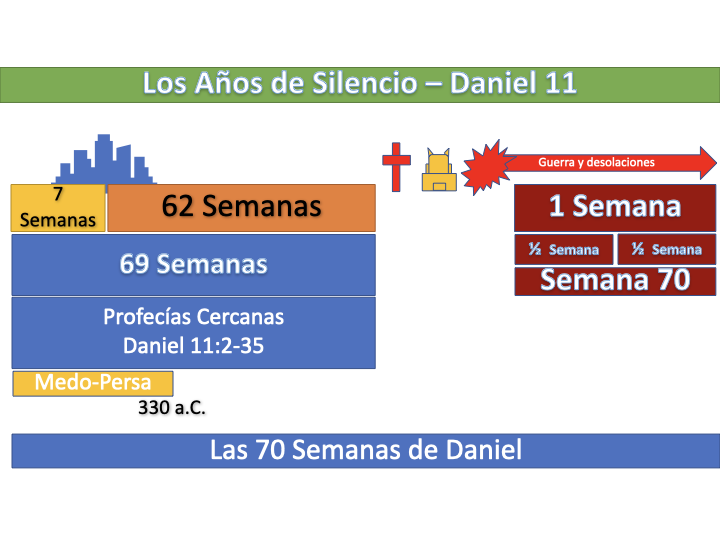 Los Años de Silencio – Daniel 11
Guerra y desolaciones
7
Semanas
62 Semanas
1 Semana
½ Semana
½ Semana
69 Semanas
Semana 70
Profecías Cercanas
Daniel 11:2-35
Medo-Persa
330 a.C.
Las 70 Semanas de Daniel